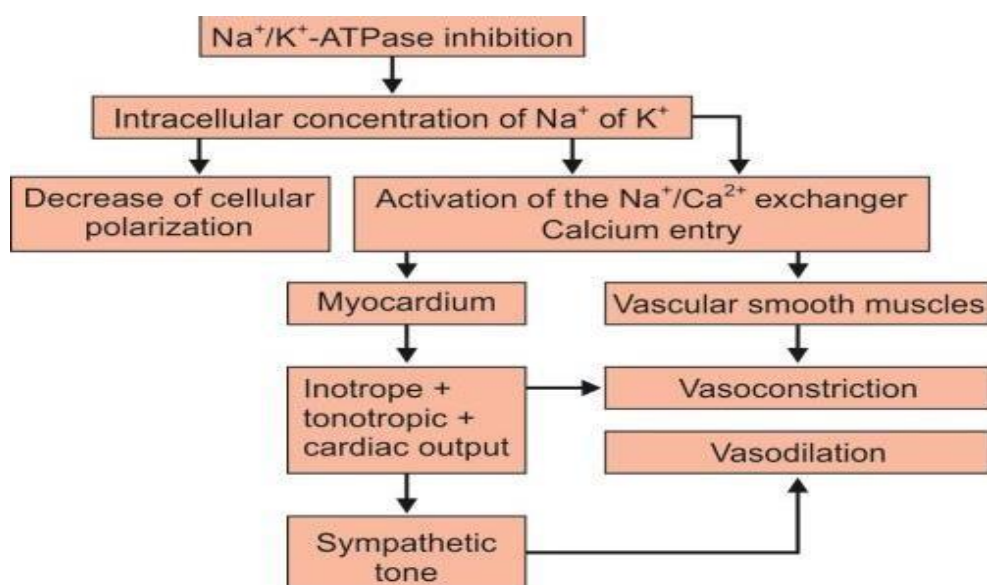 Na⁺/K⁺-ATPase inhibition
Intracellular concentration of Na⁺ of K⁺
Decrease of cellular
polarization
Activation of the Na⁺/Ca²⁺ exchanger
Calcium entry
Myocardium
Vascular smooth muscles
Inotrope +
tonotropic +
cardiac output
Vasoconstriction
Vasodilation
Sympathetic
tone